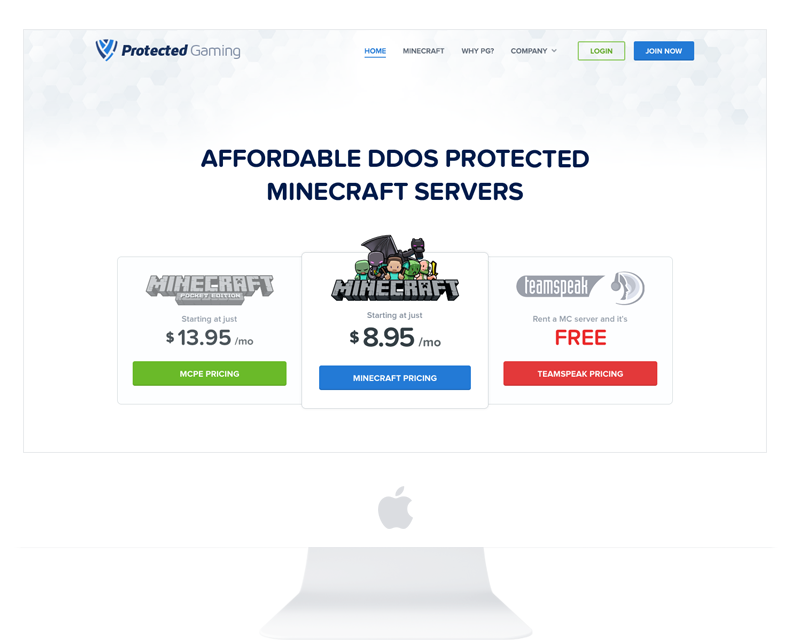 Protected Gaming
HOME MINECRAFT WHY PG? COMPANY LOGIN JOIN NOW
AFFORDABLE DDOS PROTECTED
MINECRAFT SERVERS
MINECRAFT
POCKET EDITION
Starting at just
$13.95 /mo
MCPE PRICING
MINECRAFT
Starting at just
$8.95 /mo
MINECRAFT PRICING
teamspeak
Rent a MC server and it's
FREE
TEAMSPEAK PRICING